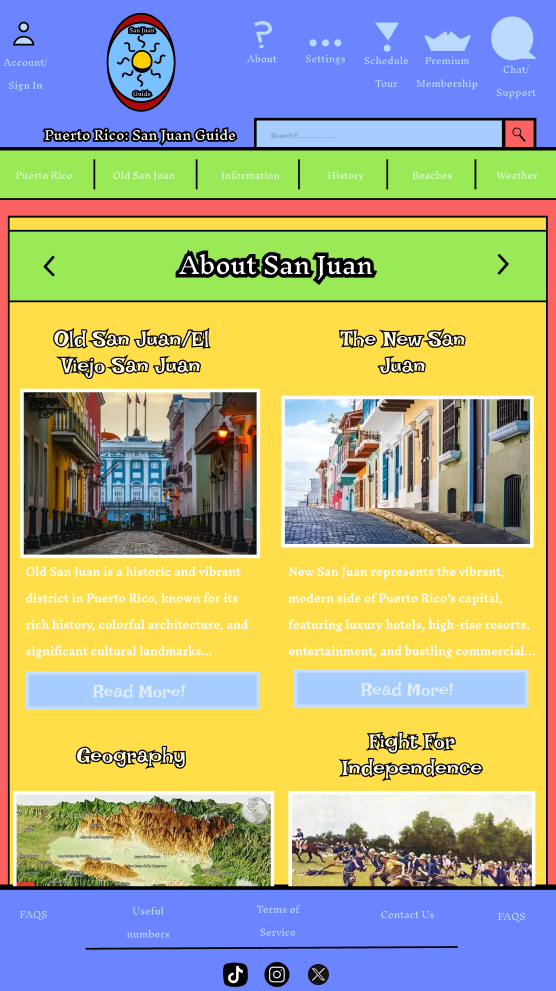 San Juan
Guide
Account/
Sign In
About
Settings
Schedule
Tour
Premium
Membership
Chat/
Support
Puerto Rico: San Juan Guide
Search!!
Puerto Rico
Old San Juan
Information
History
Beaches
Weather
About San Juan
Old San Juan/El
Viejo San Juan
The New San
Juan
Old San Juan is a historic and vibrant
district in Puerto Rico, known for its
rich history, colorful architecture, and
significant cultural landmarks...
New San Juan represents the vibrant,
modern side of Puerto Rico's capital,
featuring luxury hotels, high-rise resorts,
entertainment, and bustling commercial...
Read More!
Read More!
Geography
Fight For
Independence
FAQS
Useful
numbers
Terms of
Service
Contact Us
FAQS